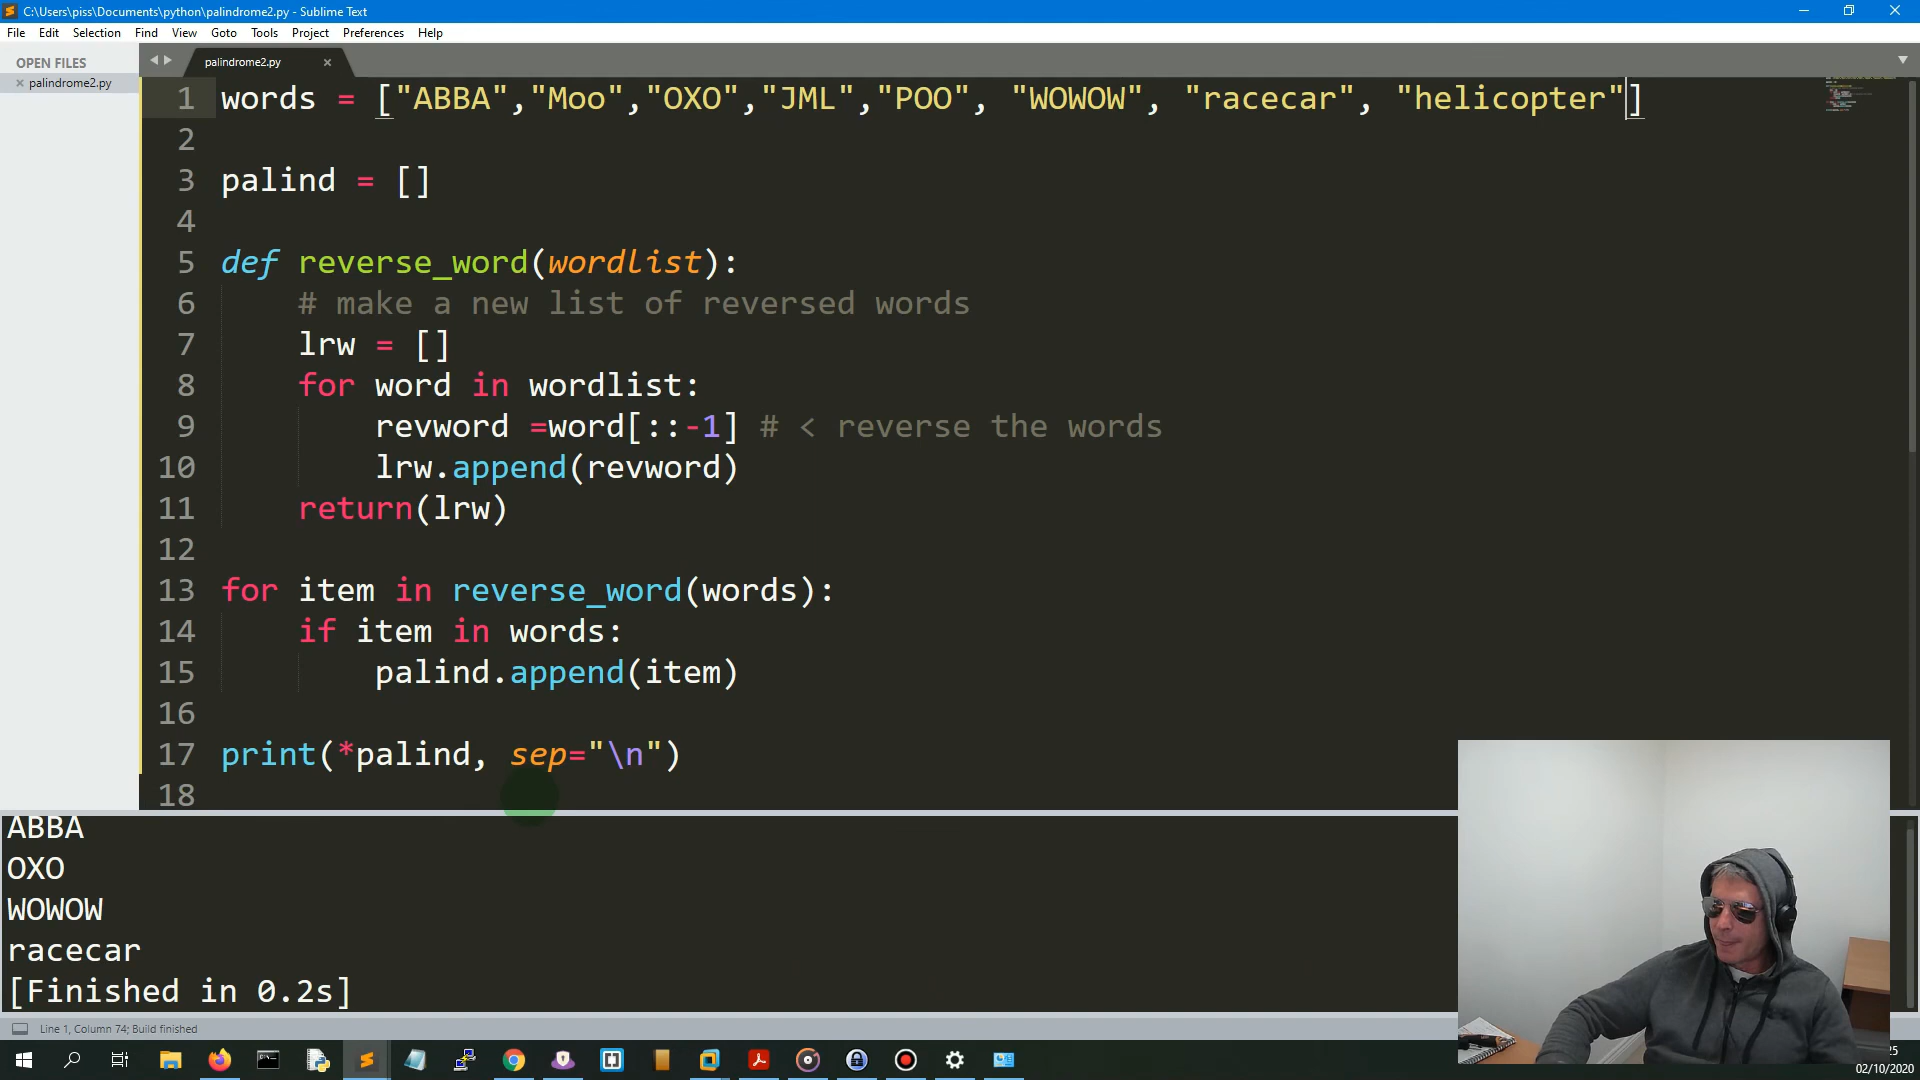 C:\Users\piss\Documents\python\palindrome2.py - Sublime Text
File Edit Selection Find View Goto Tools Project Preferences Help
OPEN FILES
palindrome2.py
palindrome2.py
1 words = ["ABBA","Moo","OXO","JML","POO", "WOWOW", "racecar", "helicopter"]
2
3 palind = []
4
5 def reverse_word(wordlist):
6     # make a new list of reversed words
7     lrw = []
8     for word in wordlist:
9         revword =word[::-1] # < reverse the words
10         lrw.append(revword)
11     return(lrw)
12
13 for item in reverse_word(words):
14     if item in words:
15         palind.append(item)
16
17 print(*palind, sep="\n")
18
ABBA
OXO
WOWOW
racecar
[Finished in 0.2s]
Line 1, Column 74; Build finished
02/10/2020